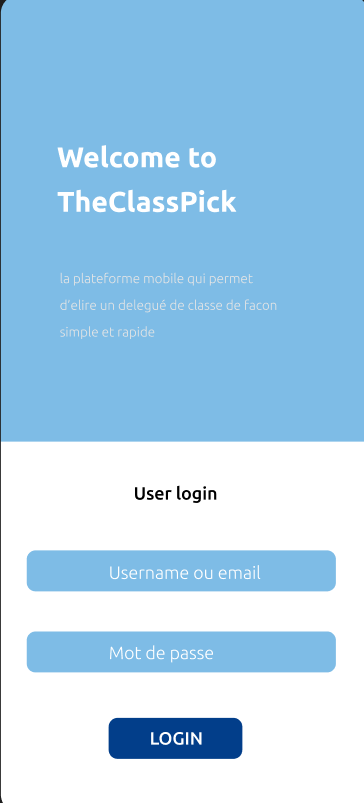 Welcome to
TheClassPick
la plateforme mobile qui permet
d'elire un delegué de classe de facon
simple et rapide
User login
Username ou email
Mot de passe
LOGIN